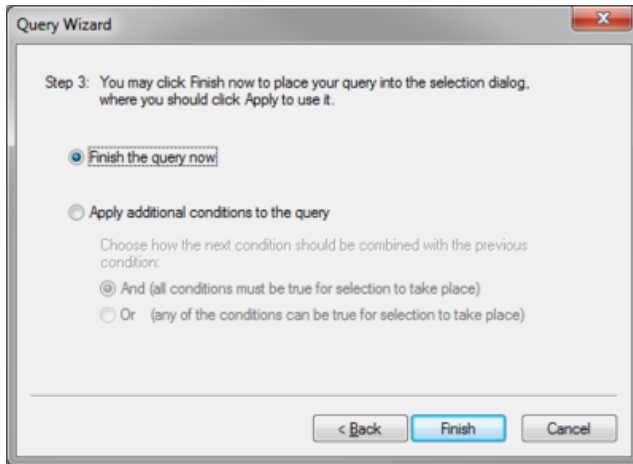 Query Wizard
Step 3: You may click Finish now to place your query into the selection dialog,
where you should click Apply to use it.
Finish the query now
Apply additional conditions to the query
Choose how the next condition should be combined with the previous
condition:
And (all conditions must be true for selection to take place)
Or (any of the conditions can be true for selection to take place)
< Back Finish Cancel